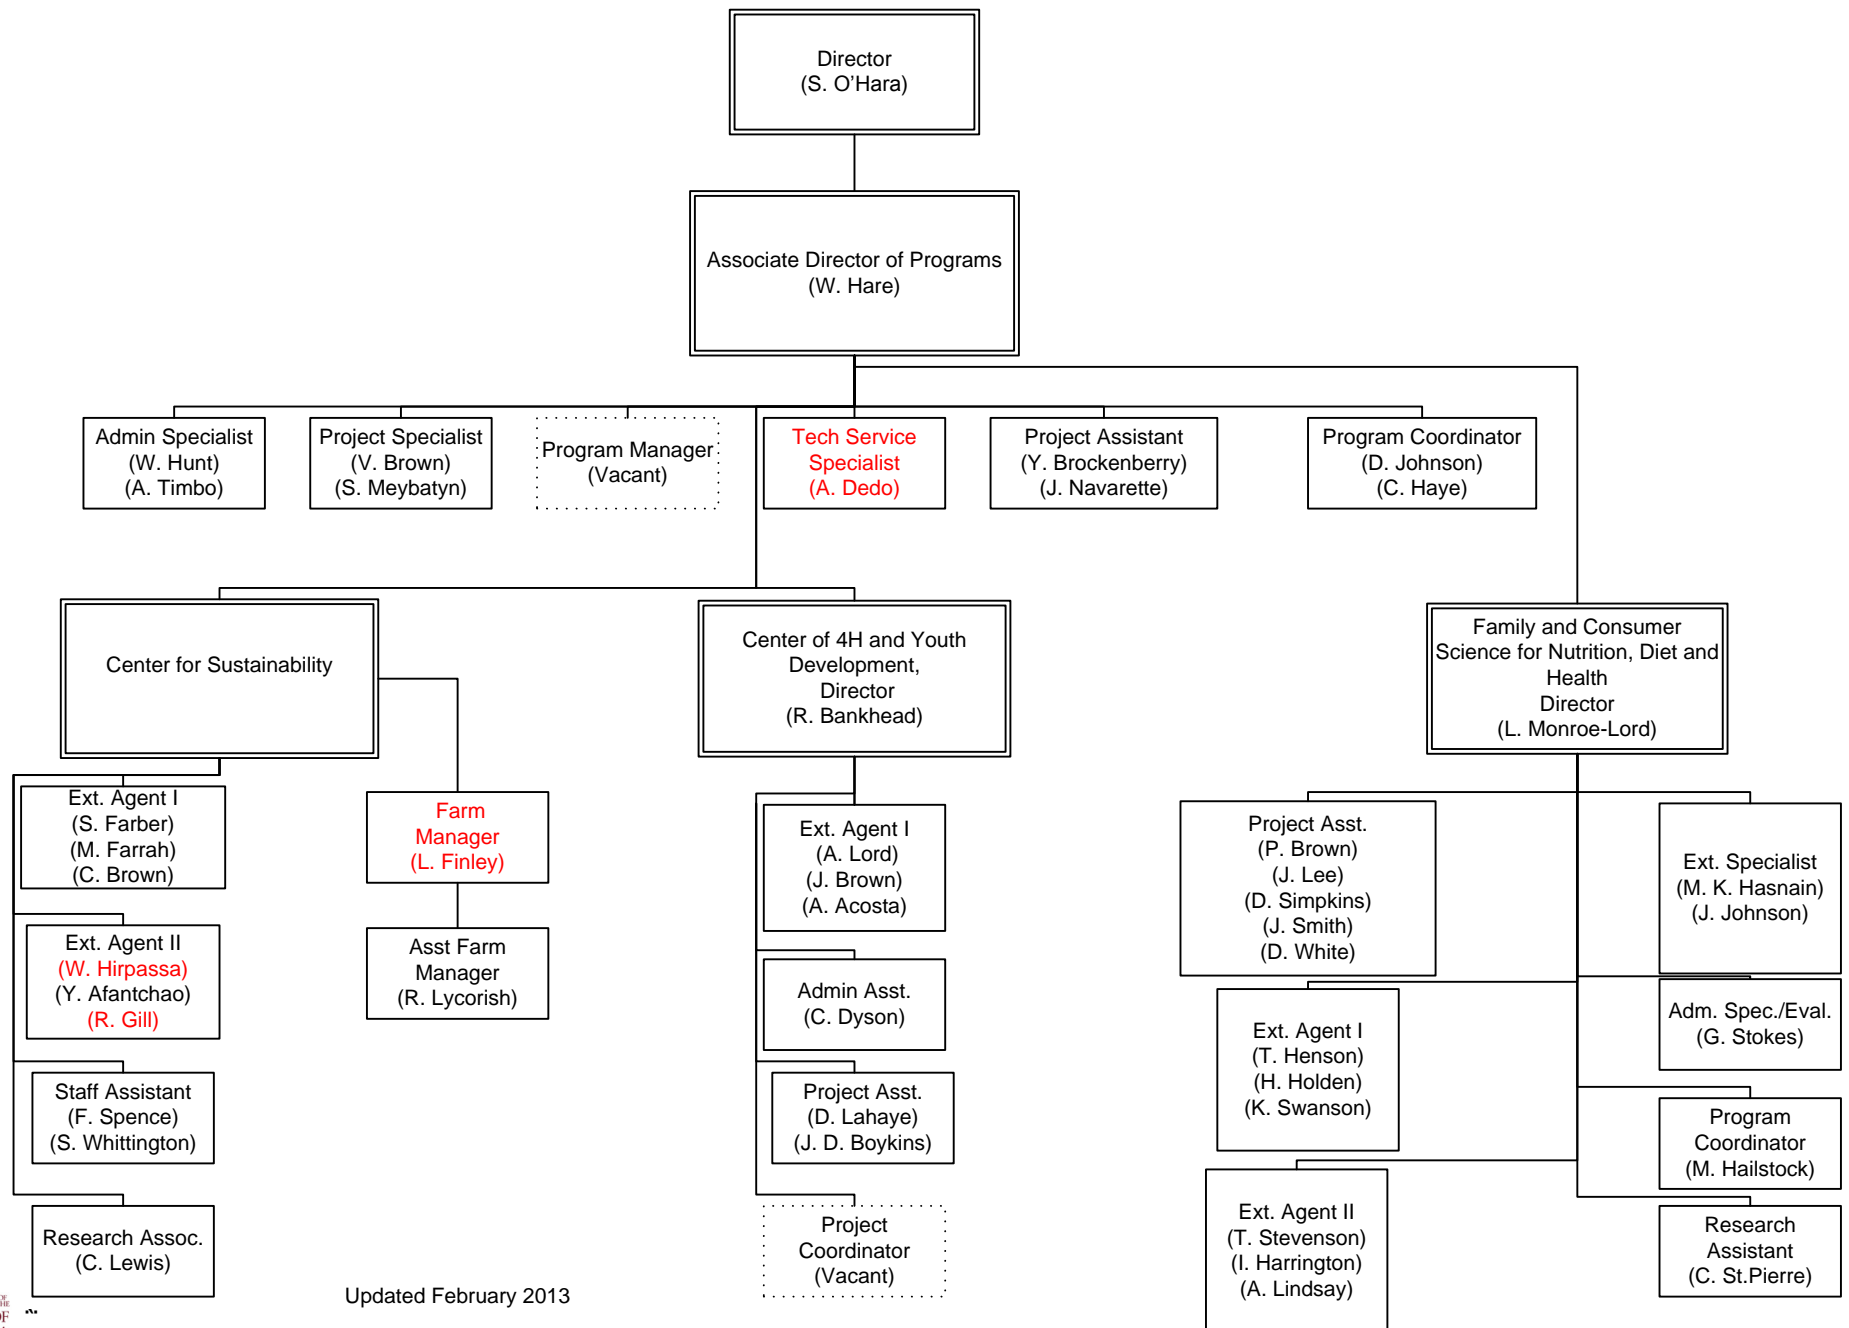 Director
(S. O'Hara)
Associate Director of Programs
(W. Hare)
Admin Specialist
(W. Hunt)
(A. Timbo)
Project Specialist
(V. Brown)
(S. Meybatyn)
Program Manager
(Vacant)
Tech Service
Specialist
(A. Dedo)
Project Assistant
(Y. Brockenberry)
(J. Navarette)
Program Coordinator
(D. Johnson)
(C. Haye)
Center for Sustainability
Center of 4H and Youth
Development,
Director
(R. Bankhead)
Family and Consumer
Science for Nutrition, Diet and
Health
Director
(L. Monroe-Lord)
Ext. Agent I
(S. Farber)
(M. Farrah)
(C. Brown)
Farm
Manager
(L. Finley)
Ext. Agent II
(W. Hirpassa)
(Y. Afantchao)
(R. Gill)
Asst Farm
Manager
(R. Lycorish)
Staff Assistant
(F. Spence)
(S. Whittington)
Research Assoc.
(C. Lewis)
Ext. Agent I
(A. Lord)
(J. Brown)
(A. Acosta)
Admin Asst.
(C. Dyson)
Project Asst.
(D. Lahaye)
(J. D. Boykins)
Project
Coordinator
(Vacant)
Project Asst.
(P. Brown)
(J. Lee)
(D. Simpkins)
(J. Smith)
(D. White)
Ext. Specialist
(M. K. Hasnain)
(J. Johnson)
Ext. Agent I
(T. Henson)
(H. Holden)
(K. Swanson)
Adm. Spec./Eval.
(G. Stokes)
Program
Coordinator
(M. Hailstock)
Ext. Agent II
(T. Stevenson)
(I. Harrington)
(A. Lindsay)
Research
Assistant
(C. St.Pierre)
Updated February 2013